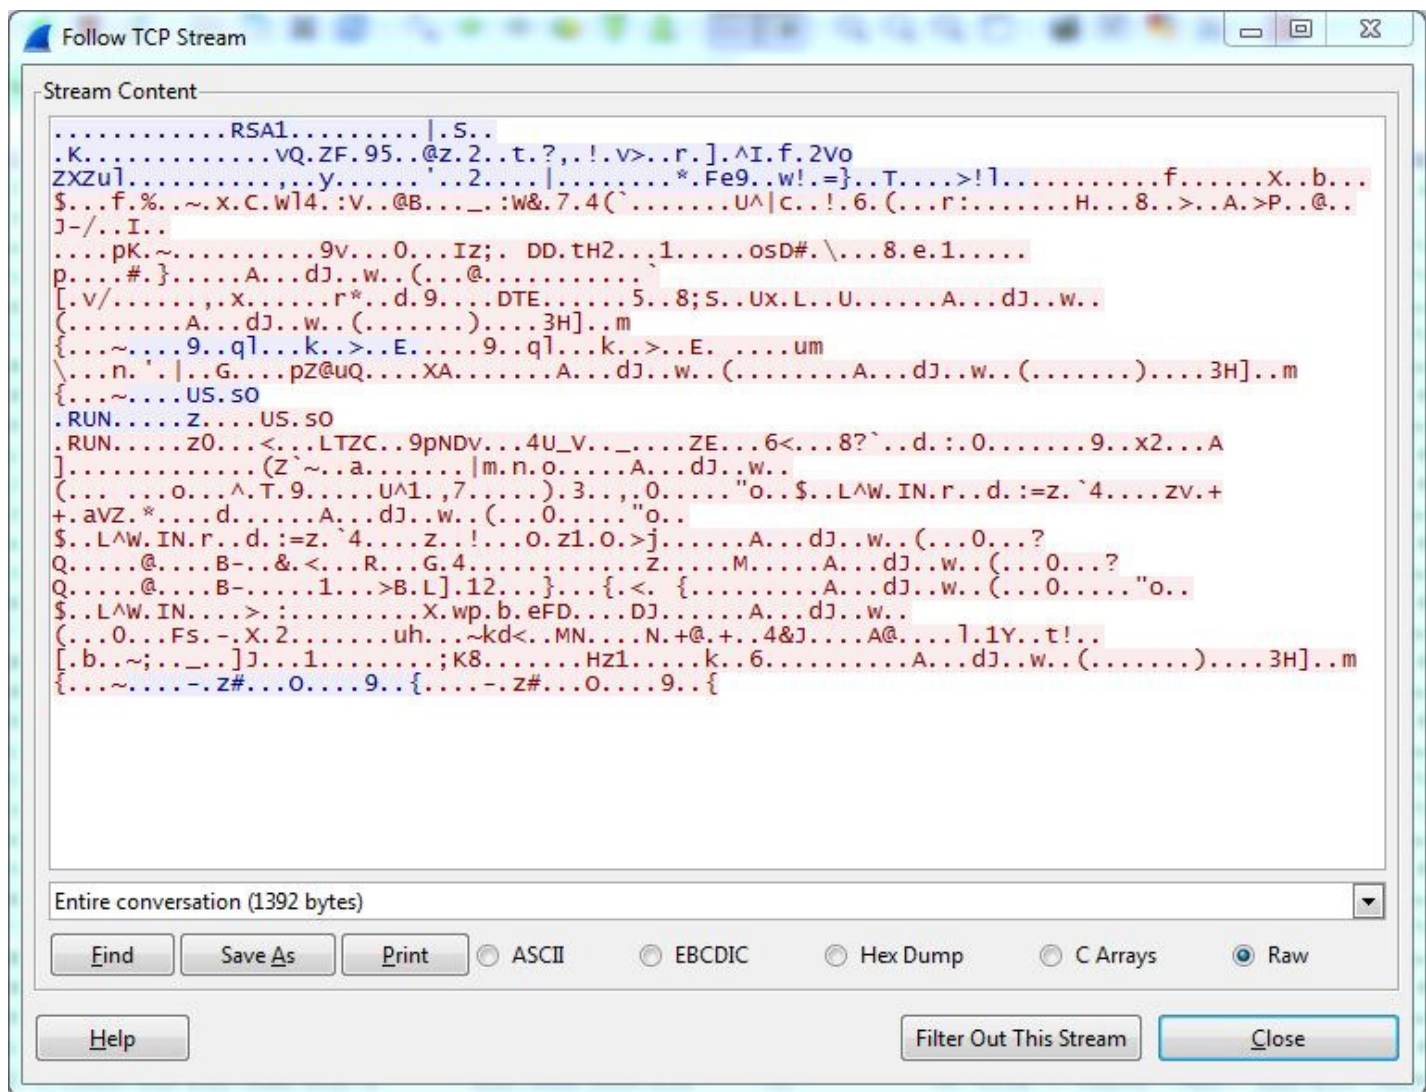 Follow TCP Stream
Stream Content
............RSA1.........|.S..
.K.............vQ.ZF.95..@z.2..t.?,.!.v>..r.].^I.f.2Vo
ZXZul..........,..y......'..2....|........*.Fe9..w!.=}..T....>!l...........f......X..b...
$...f.%..~.x.C.Wl4.:V..@B..._.:W&.7.4(`.......U^|c..!.6.(...r:.......H...8..>..A.>P..@..
J-/..I..
....pK.~..........9v...0...Iz;. DD.tH2...1.....osD#.\...8.e.1.....
p....#.}.....A...dJ..w..(...@............`
[.v/......,.x......r*..d.9....DTE......5..8;S..Ux.L..U......A...dJ..w..
(........A...dJ..w..(.......)....3H]..m
{...~....9..ql...k..>..E.....9..ql...k..>..E. ....um
\...n.'.|..G....pZ@uQ....XA.......A...dJ..w..(........A...dJ..w..(.......)....3H]..m
{...~....US.sO
.RUN.....z....US.sO
.RUN.....z0...<...LTZC..9pNDv...4U_V.._....ZE...6<...8?`..d.:.0.......9..x2...A
].............(Z`~..a.......|m.n.o.....A...dJ..w..
(... ...o...^.T.9.....U^1.,7.....).3..,.0....."o..$..L^W.IN.r..d.:=z.`4....zv.+
+.aVZ.*....d......A...dJ..w..(...0....."o..
$..L^W.IN.r..d.:=z.`4....z..!...O.z1.O.>j......A...dJ..w..(...0...?
Q.....@....B-..&.<...R...G.4.............z.....M.....A...dJ..w..(...0...?
Q.....@....B-.....1...>B.L].12...}...{.<. {.........A...dJ..w..(...0....."o..
$..L^W.IN....>.:.........X.wp.b.eFD....DJ......A...dJ..w..
(...0...Fs.-.X.2.......uh...~kd<..MN....N.+@.+..4&J....A@....l.1Y..t!..
[.b..~;.._..]J...1........;K8.......Hz1.....k..6..........A...dJ..w..(.......)....3H]..m
{...~....-.z#...O....9..{....-.z#...O....9..{
Entire conversation (1392 bytes)
Find Save As Print ASCII EBCDIC Hex Dump C Arrays Raw
Help Filter Out This Stream Close